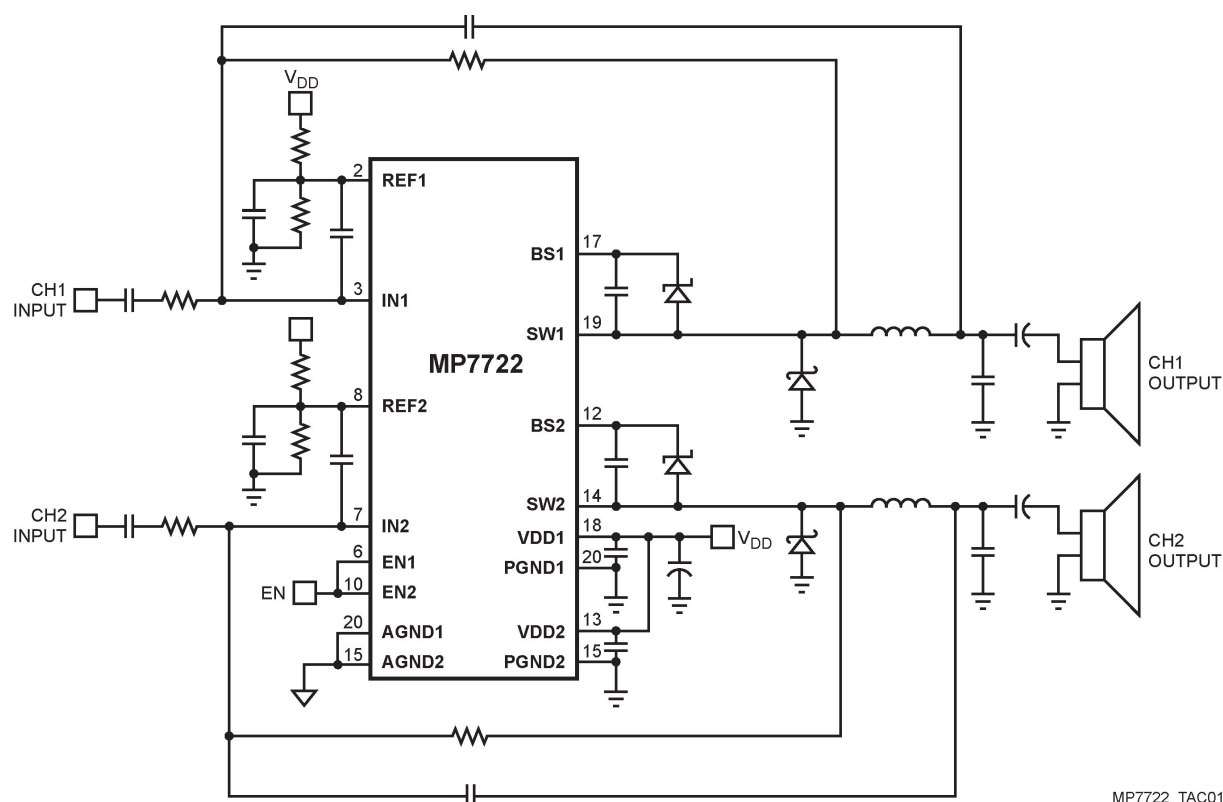 VDD
2
REF1
17
BS1
CH1
INPUT
3
IN1
19
SW1
MP7722
CH1
OUTPUT
8
REF2
12
BS2
14
SW2
CH2
INPUT
7
IN2
18
VDD1
VDD
CH2
OUTPUT
6
EN1
20
PGND1
EN
10
EN2
20
AGND1
13
VDD2
15
AGND2
15
PGND2
MP7722_TAC01